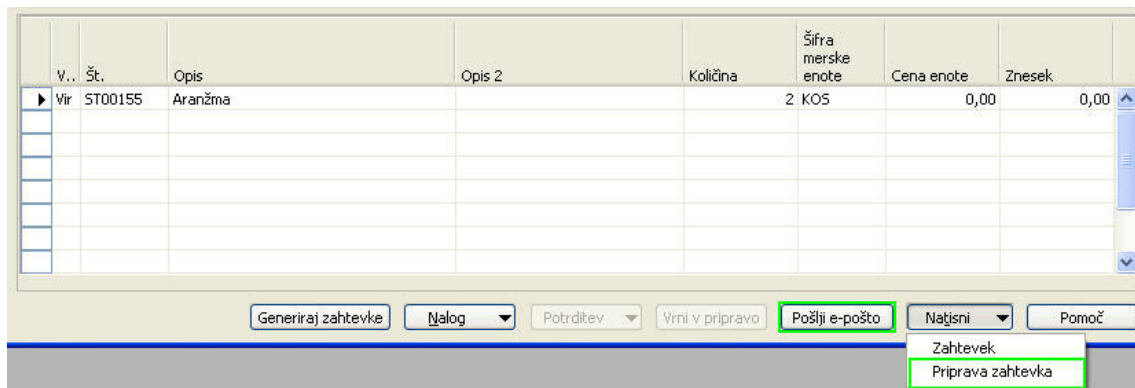 V.. Št. Opis Opis 2 Količina Šifra merske enote Cena enote Znesek
Vir ST00155 Aranžma 2 KOS 0,00 0,00
Generiraj zahtevke Nalog Potrditev Vrni v pripravo Pošlji e-pošto Natisni Pomoč
Zahtevek
Priprava zahtevka